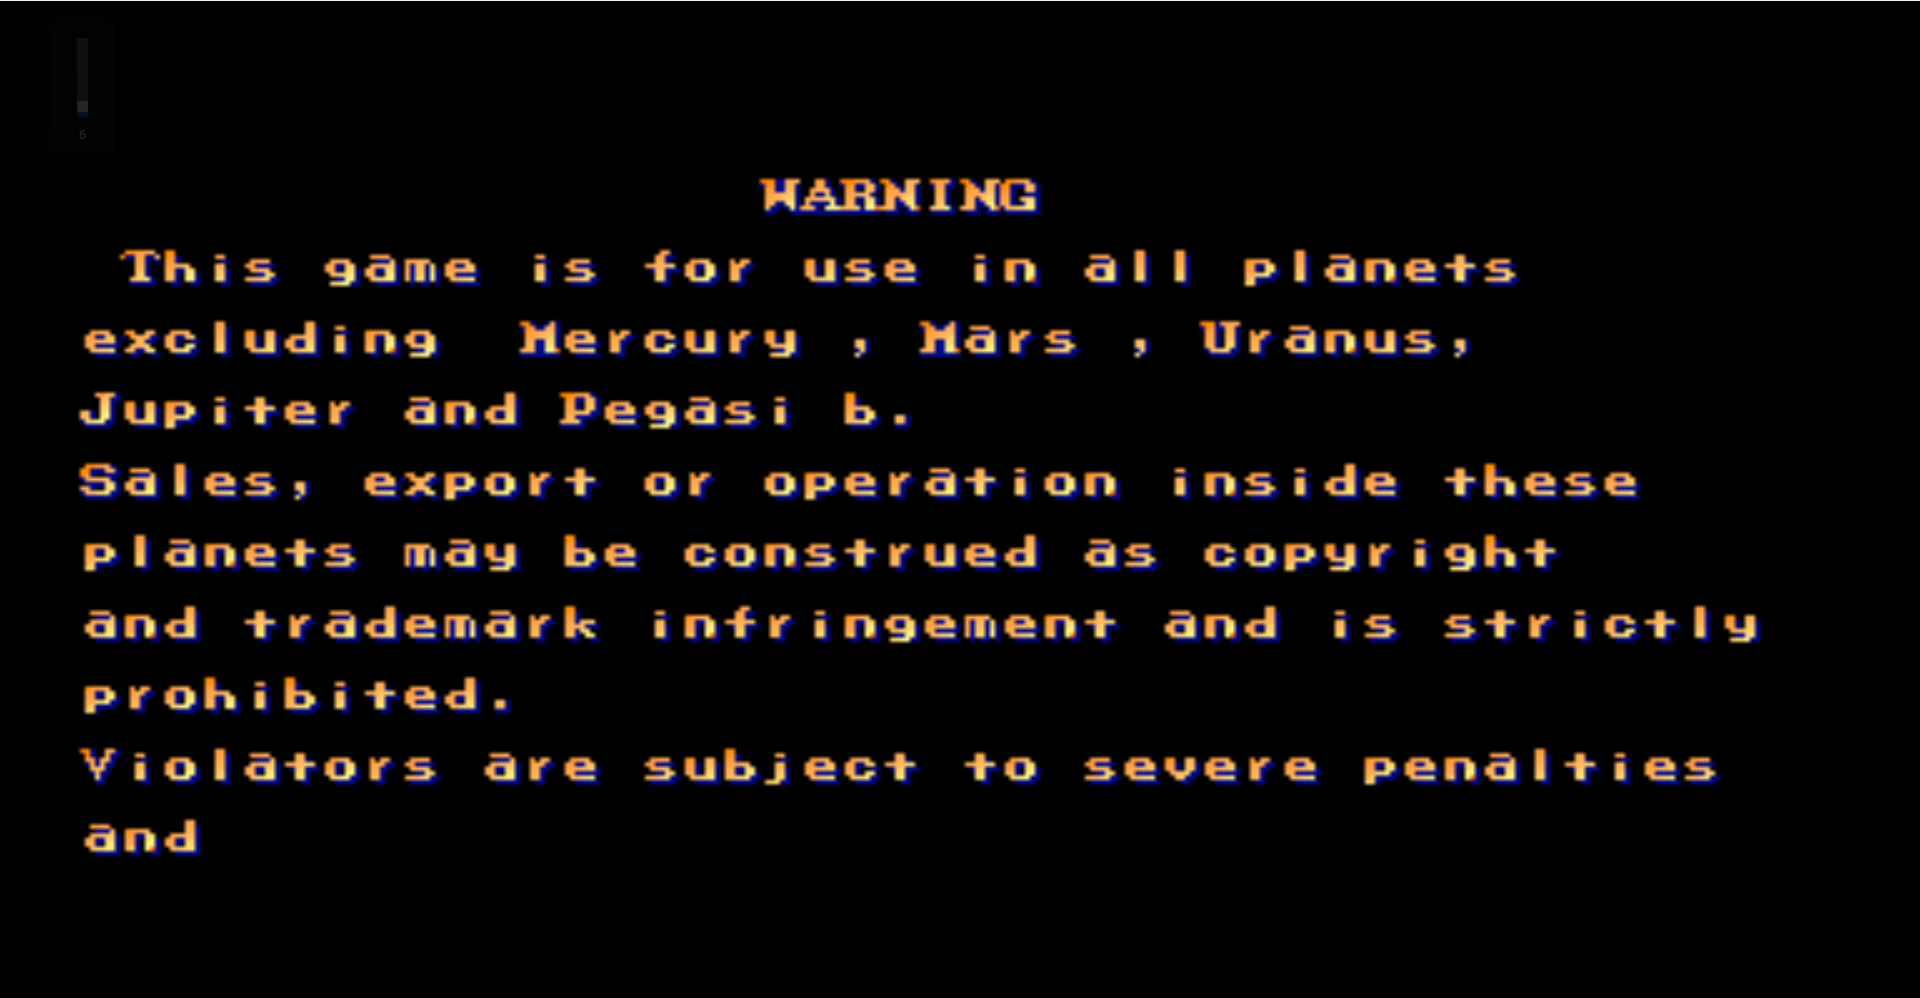 6
WARNING
This game is for use in all planets
excluding Mercury , Mars , Uranus,
Jupiter and Pegasi b.
Sales, export or operation inside these
planets may be construed as copyright
and trademark infringement and is strictly
prohibited.
Violators are subject to severe penalties
and